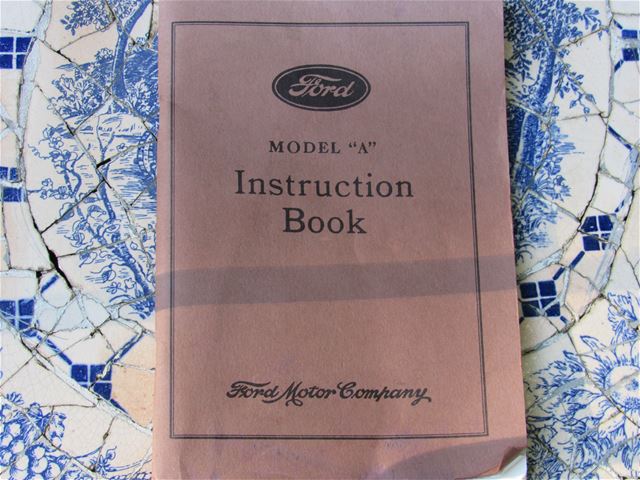 Ford
MODEL "A"
Instruction
Book
Ford Motor Company